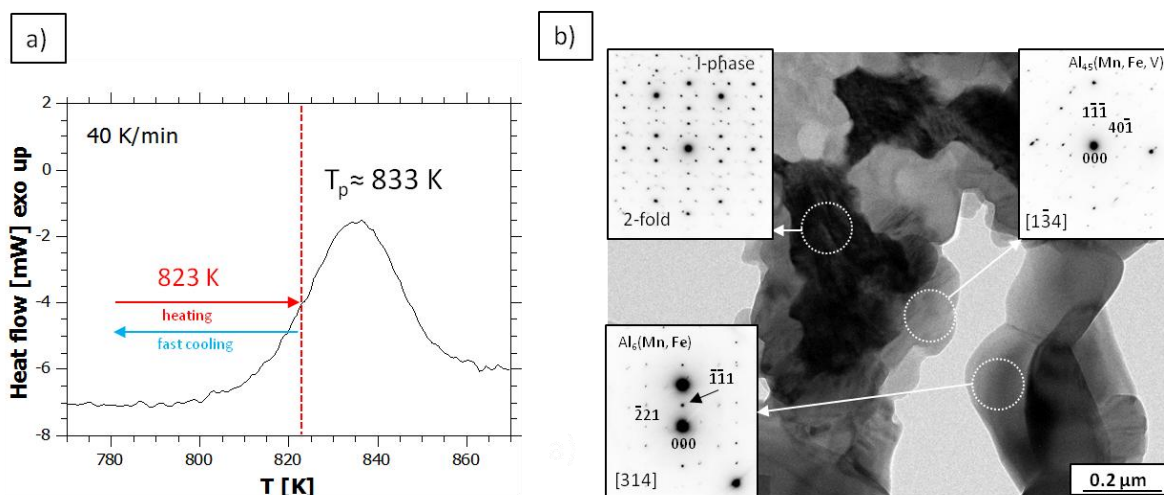 a)
Heat flow [mW] exo up
2
0
-2
-4
-6
-8
40 K/min
Tp≈ 833 K
823 K
heating
fast cooling
780
800
820
840
860
T [K]
b)
I-phase
2-fold
Al45(Mn, Fe, V)
11̄1̄
401̄
000
[1̄34]
Al6(Mn, Fe)
1̄1̄1
2̄21
000
[314]
0.2 µm